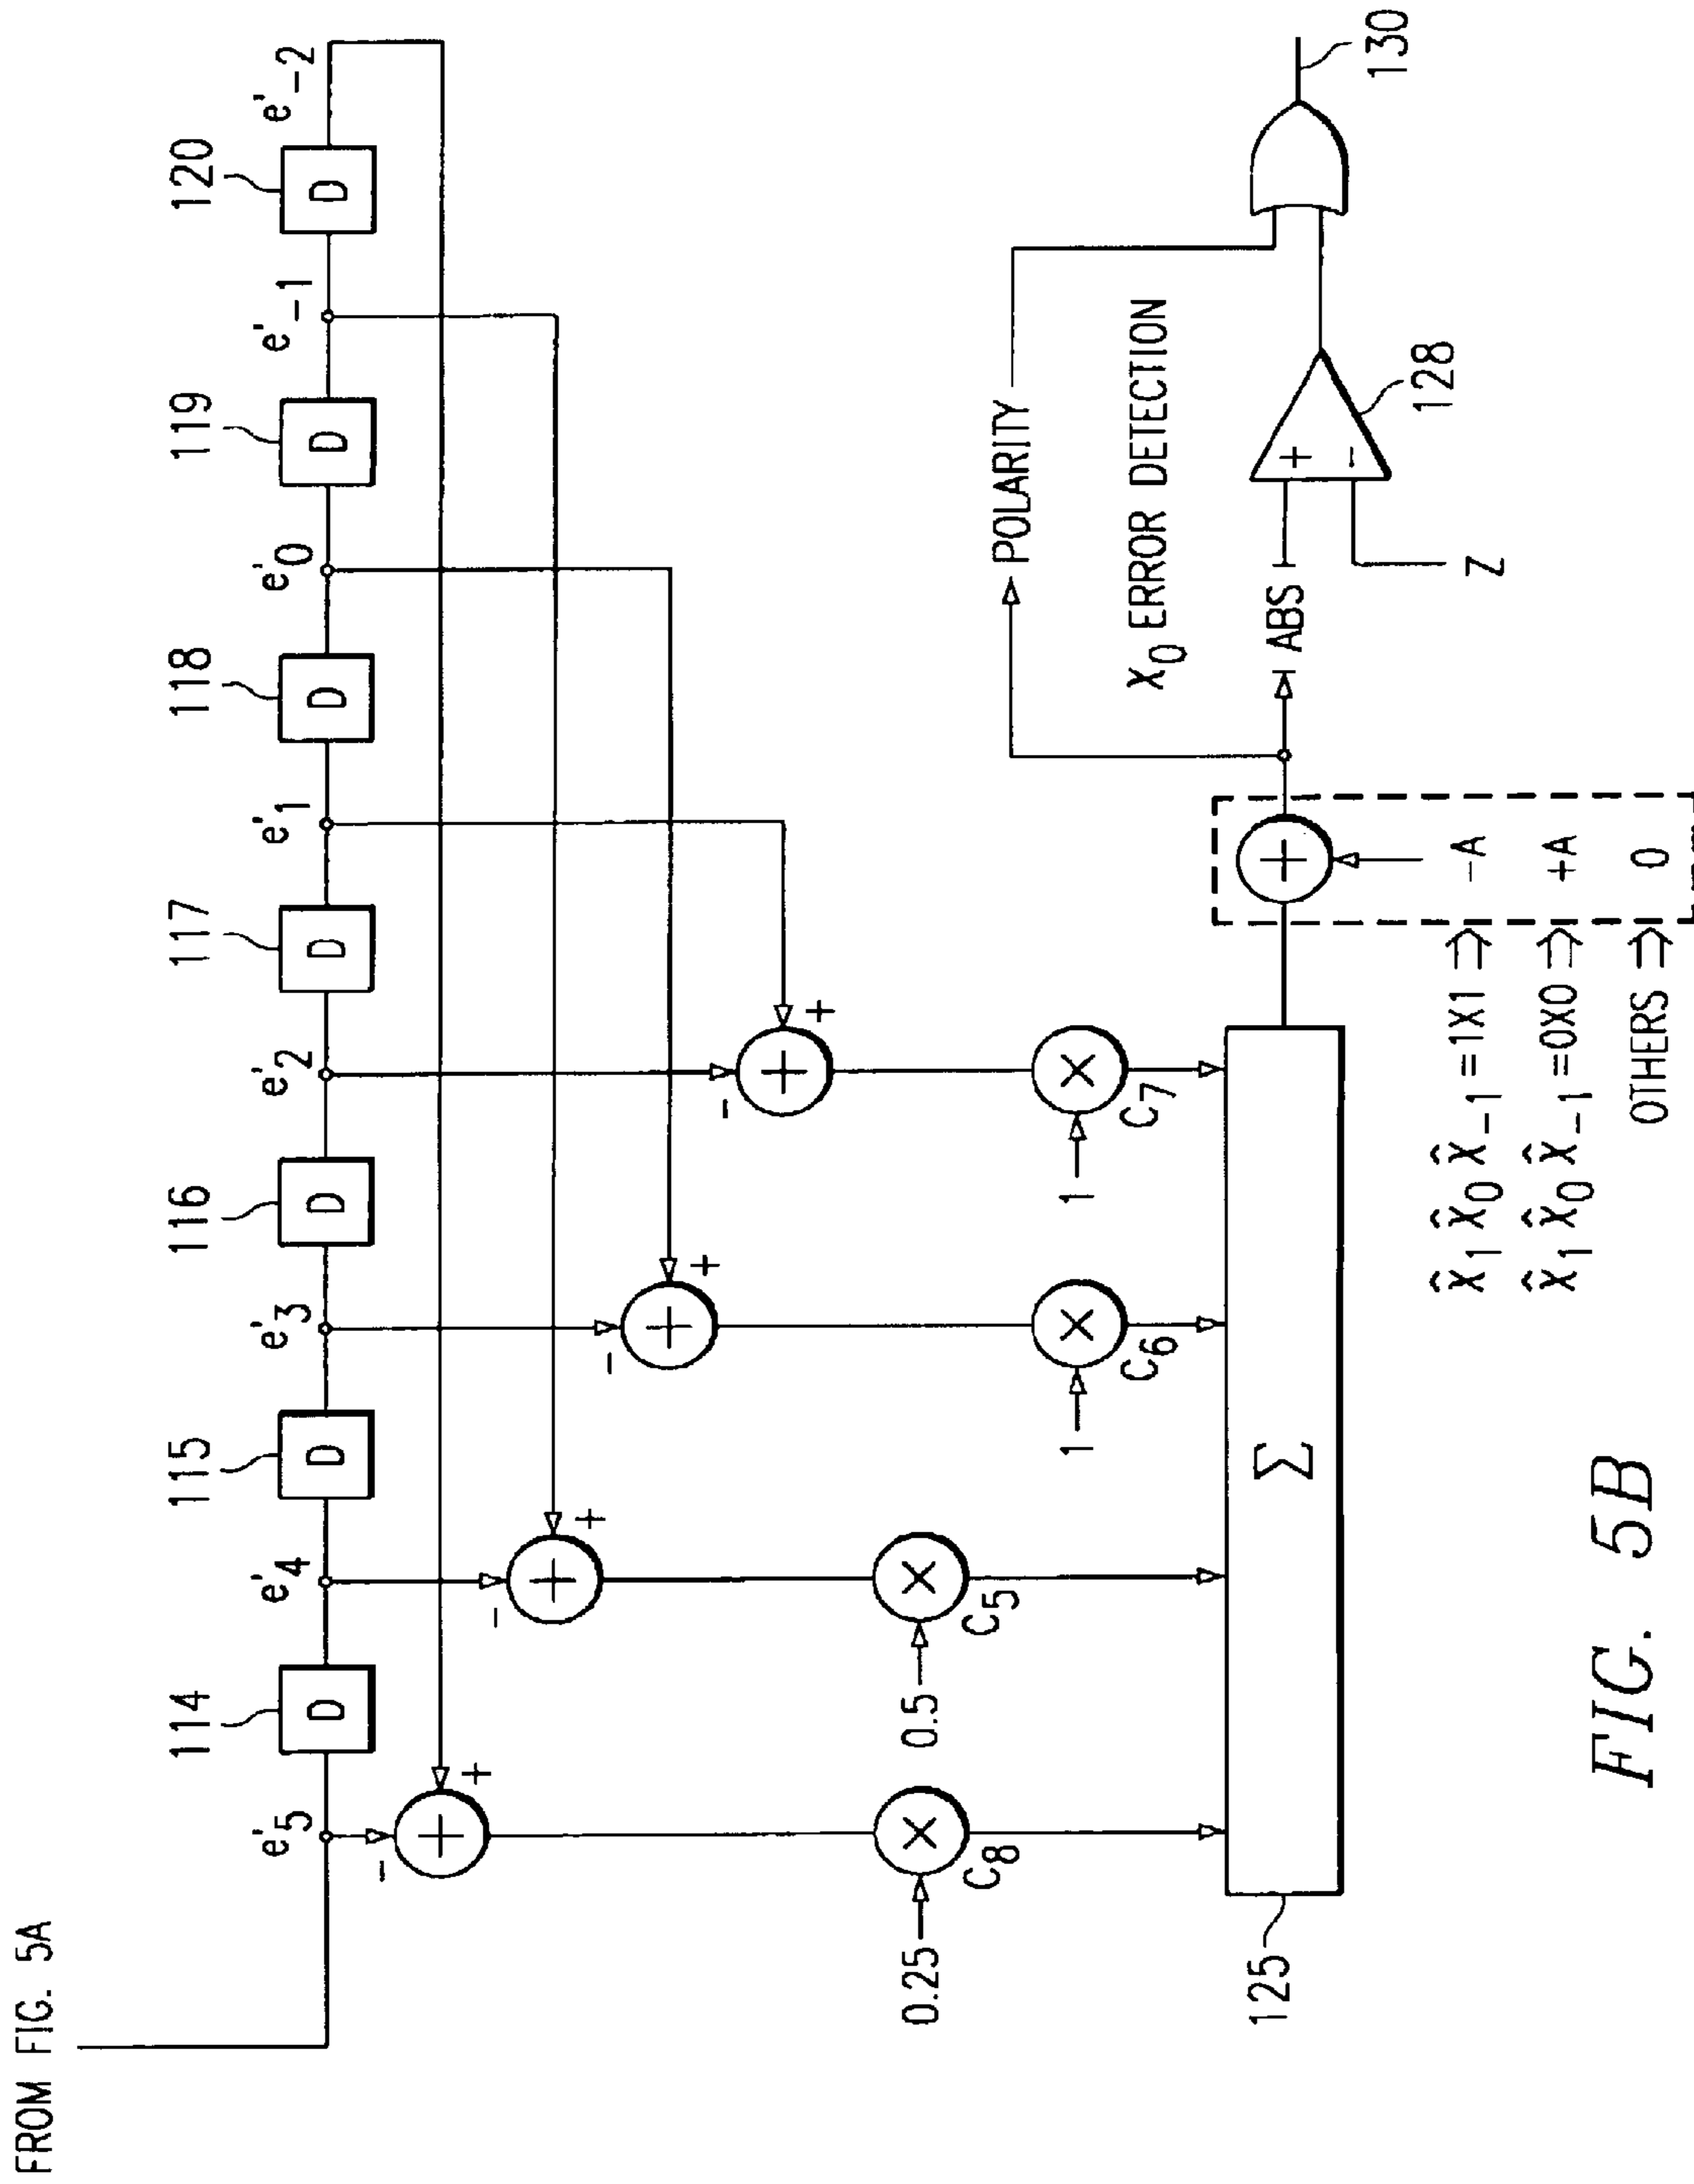 FROM FIG. 5A
114 115 116 117 118 119 120
D D D D D D D
e'5 e'4 e'3 e'2 e'1 e'0 e'-1 e'-2
- + - + - + - +
+ + + +
0.25 0.5 1 1
× × × ×
C8 C5 C6 C7
POLARITY
X0 ERROR DETECTION
125 Σ + ABS + - 130
Z 128
X̂1 X̂0 X̂-1 =1X1 ⇒ -A
X̂1 X̂0 X̂-1 =0X0 ⇒ +A
OTHERS ⇒ 0
FIG. 5B